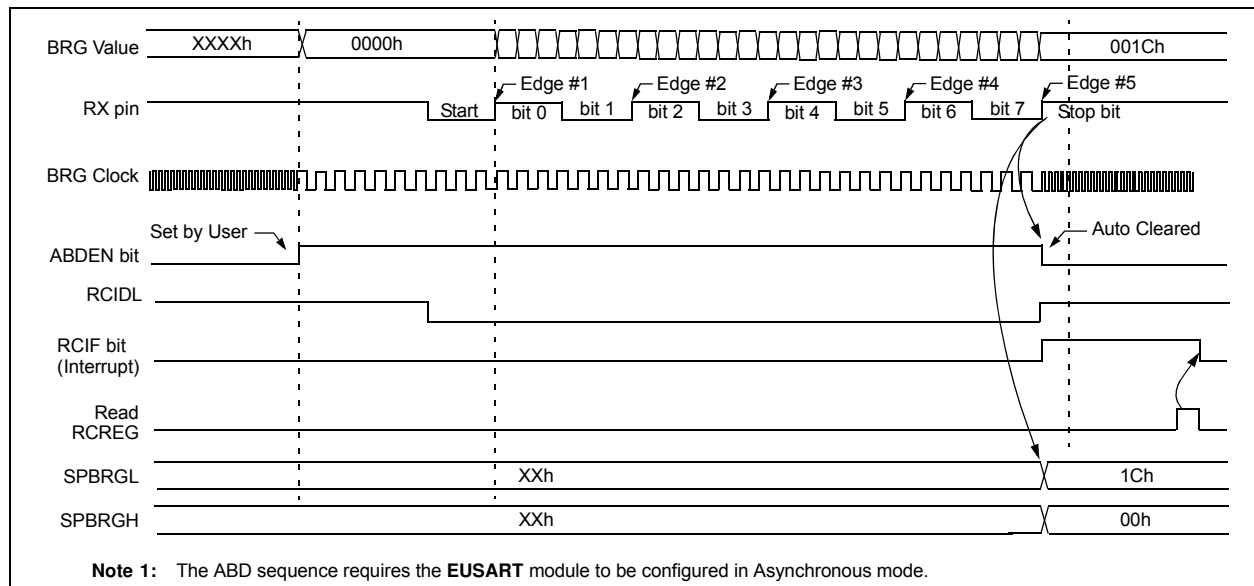 BRG Value XXXXh 0000h 001Ch
Edge #1 Edge #2 Edge #3 Edge #4 Edge #5
RX pin Start bit 0 bit 1 bit 2 bit 3 bit 4 bit 5 bit 6 bit 7 Stop bit
BRG Clock
Set by User Auto Cleared
ABDEN bit
RCIDL
RCIF bit
(Interrupt)
Read
RCREG
SPBRGL XXh 1Ch
SPBRGH XXh 00h
Note 1: The ABD sequence requires the EUSART module to be configured in Asynchronous mode.